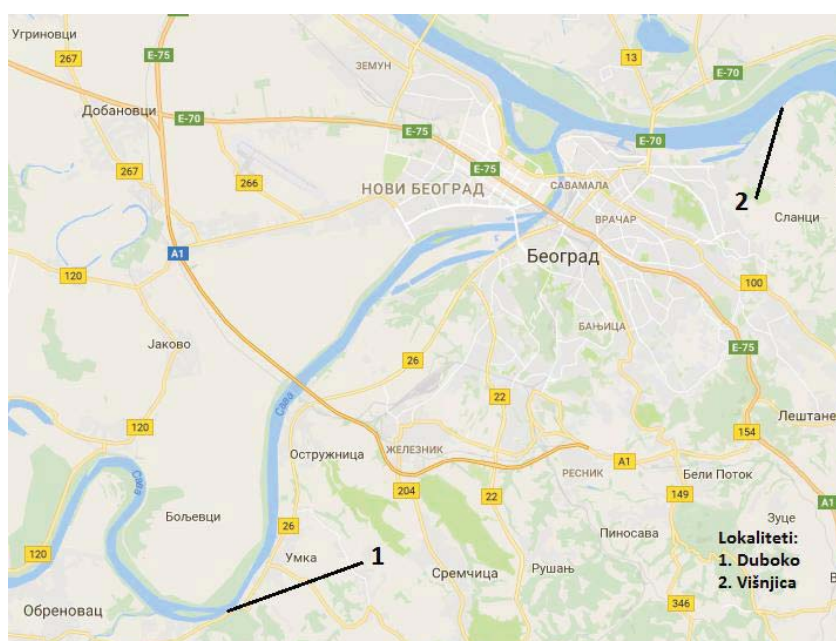 Угриновци
E-75
267
ЗЕМУН
13
E-70
Добановци
E-70
E-75
E-70
267
266
E-75
НОВИ БЕОГРАД
САВАМАЛА
2
ВРАЧАР
Сланци
A1
Београд
120
100
БАЊИЦА
Јаково
26
E-75
22
Сава
Лештане
120
154
Остружница
ЖЕЛЕЗНИК
A1
РЕСНИК
Бели Поток
Сава
204
22
149
A1
Бољевци
26
Зуце
Пиносава
Lokaliteti:
120
Умка
1
Рушањ
1. Duboko
Сремчица
2. Višnjica
В
Обреновац
346